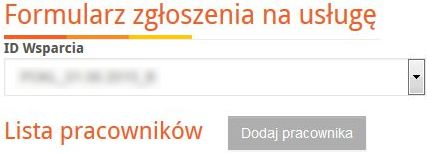 Formularz zgłoszenia na usługę
ID Wsparcia
Lista pracowników
Dodaj pracownika